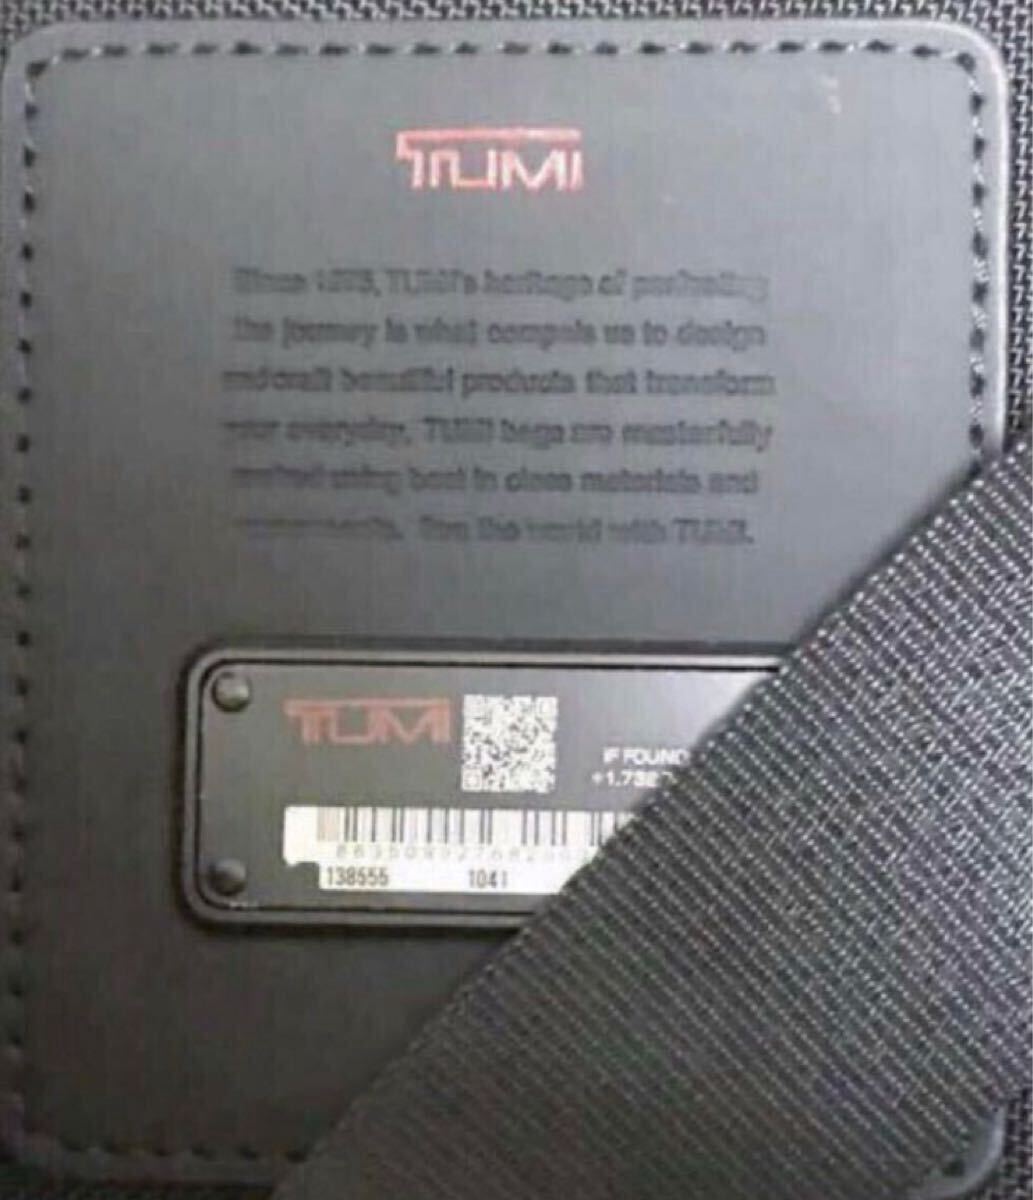 TUMI
Since 1975, TUMI's heritage of perfecting
the journey is what compels us to design
and craft beautiful products that transform
your everyday. TUMI bags are masterfully
using best in class materials and
See the world with TUMI.
TUMI
IF FOUND
+1.732
138555 1041